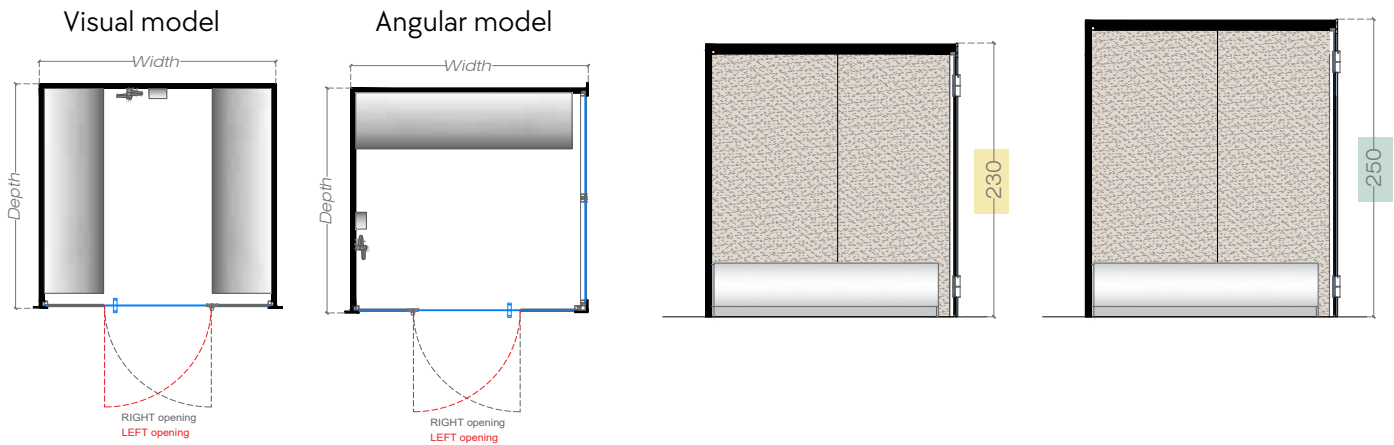 Visual model
Angular model
Width
Width
Depth
Depth
230
250
RIGHT opening
LEFT opening
RIGHT opening
LEFT opening